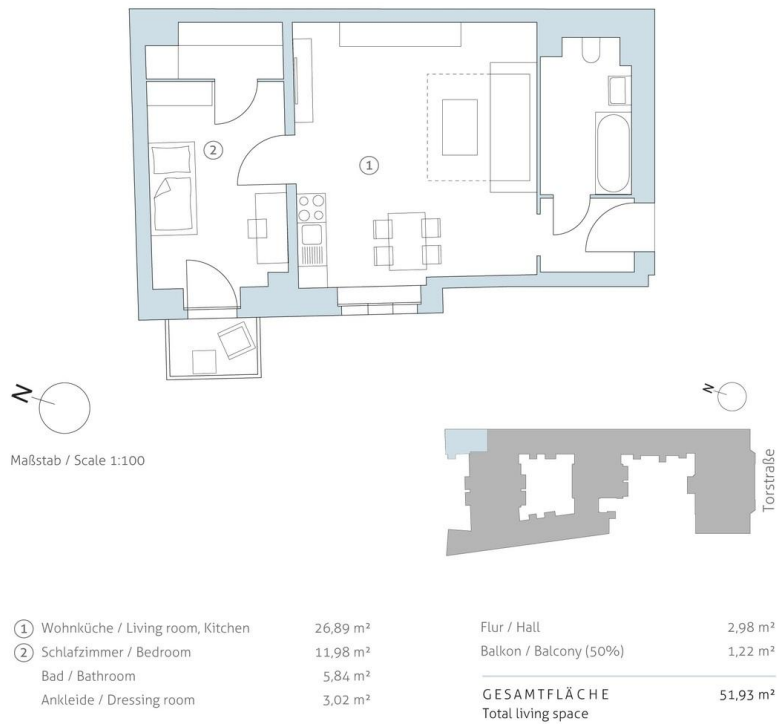 2
1
N
Maßstab / Scale 1:100
N
Torstraße
1 Wohnküche / Living room, Kitchen 26,89 m²
2 Schlafzimmer / Bedroom 11,98 m²
Bad / Bathroom 5,84 m²
Ankleide / Dressing room 3,02 m²
Flur / Hall 2,98 m²
Balkon / Balcony (50%) 1,22 m²
GESAMTFLÄCHE 51,93 m²
Total living space